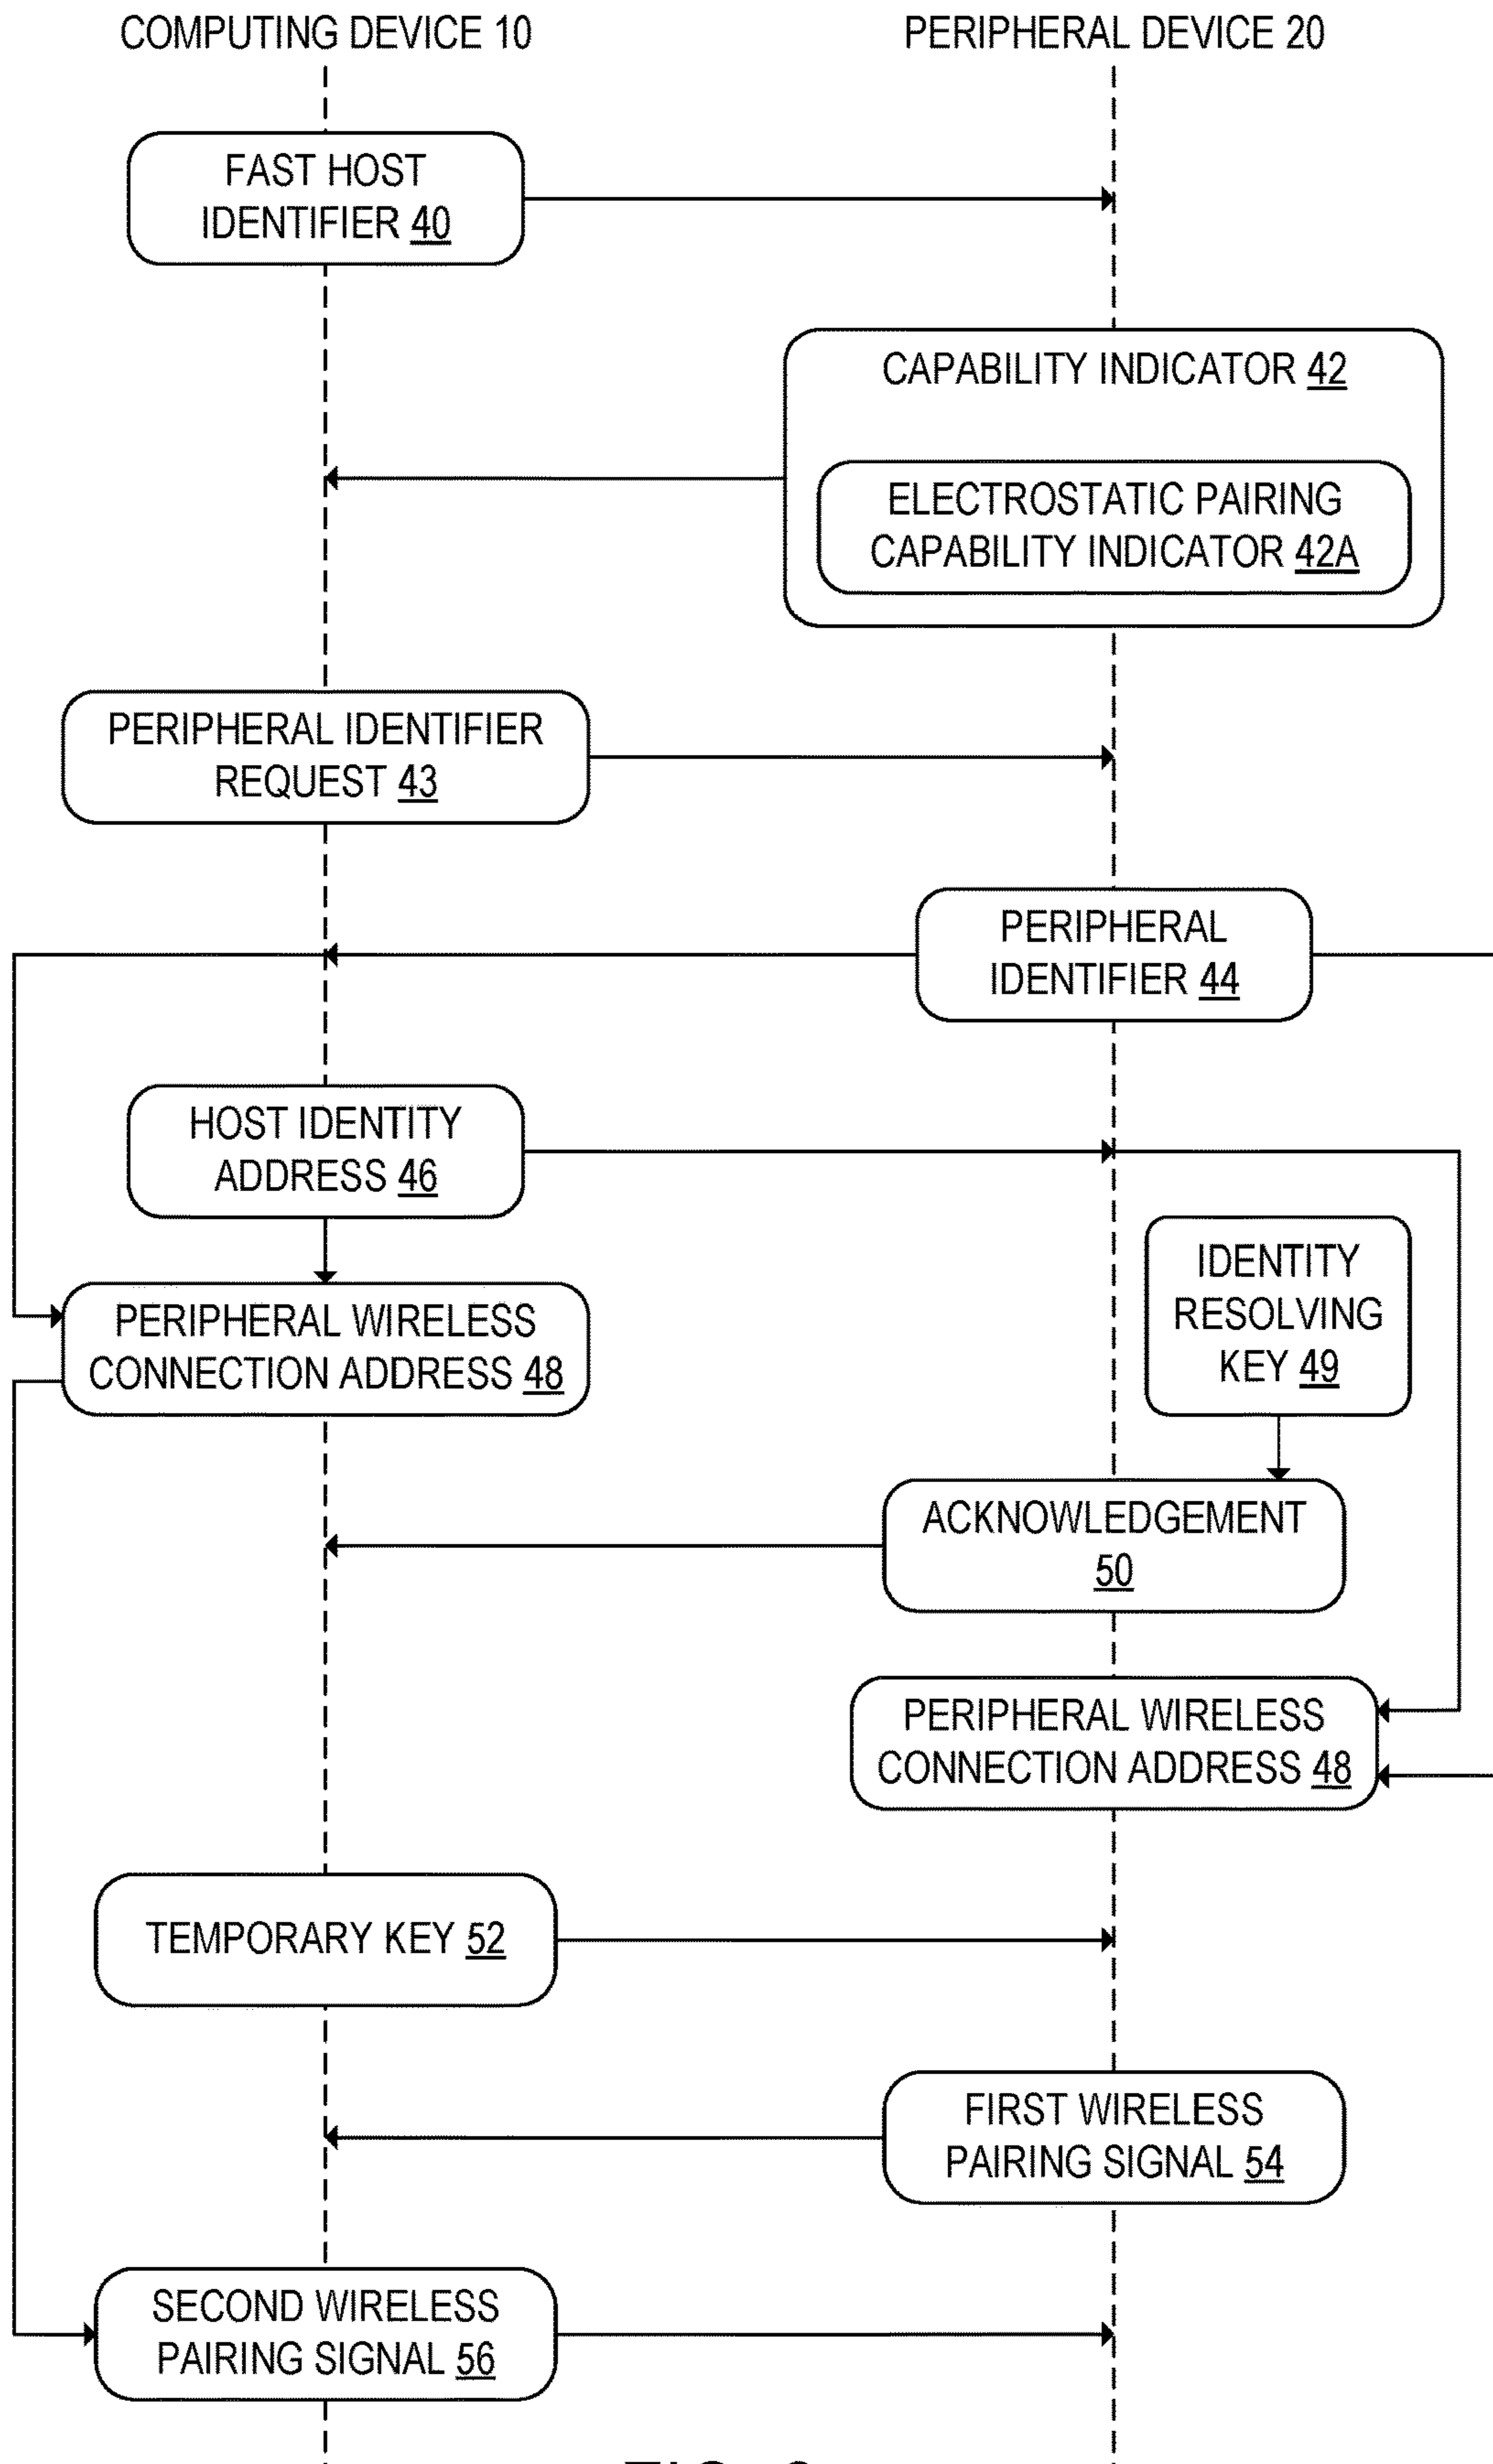 COMPUTING DEVICE 10
PERIPHERAL DEVICE 20
FAST HOST
IDENTIFIER 40
CAPABILITY INDICATOR 42
ELECTROSTATIC PAIRING
CAPABILITY INDICATOR 42A
PERIPHERAL IDENTIFIER
REQUEST 43
PERIPHERAL
IDENTIFIER 44
HOST IDENTITY
ADDRESS 46
IDENTITY
RESOLVING
KEY 49
PERIPHERAL WIRELESS
CONNECTION ADDRESS 48
ACKNOWLEDGEMENT
50
PERIPHERAL WIRELESS
CONNECTION ADDRESS 48
TEMPORARY KEY 52
FIRST WIRELESS
PAIRING SIGNAL 54
SECOND WIRELESS
PAIRING SIGNAL 56